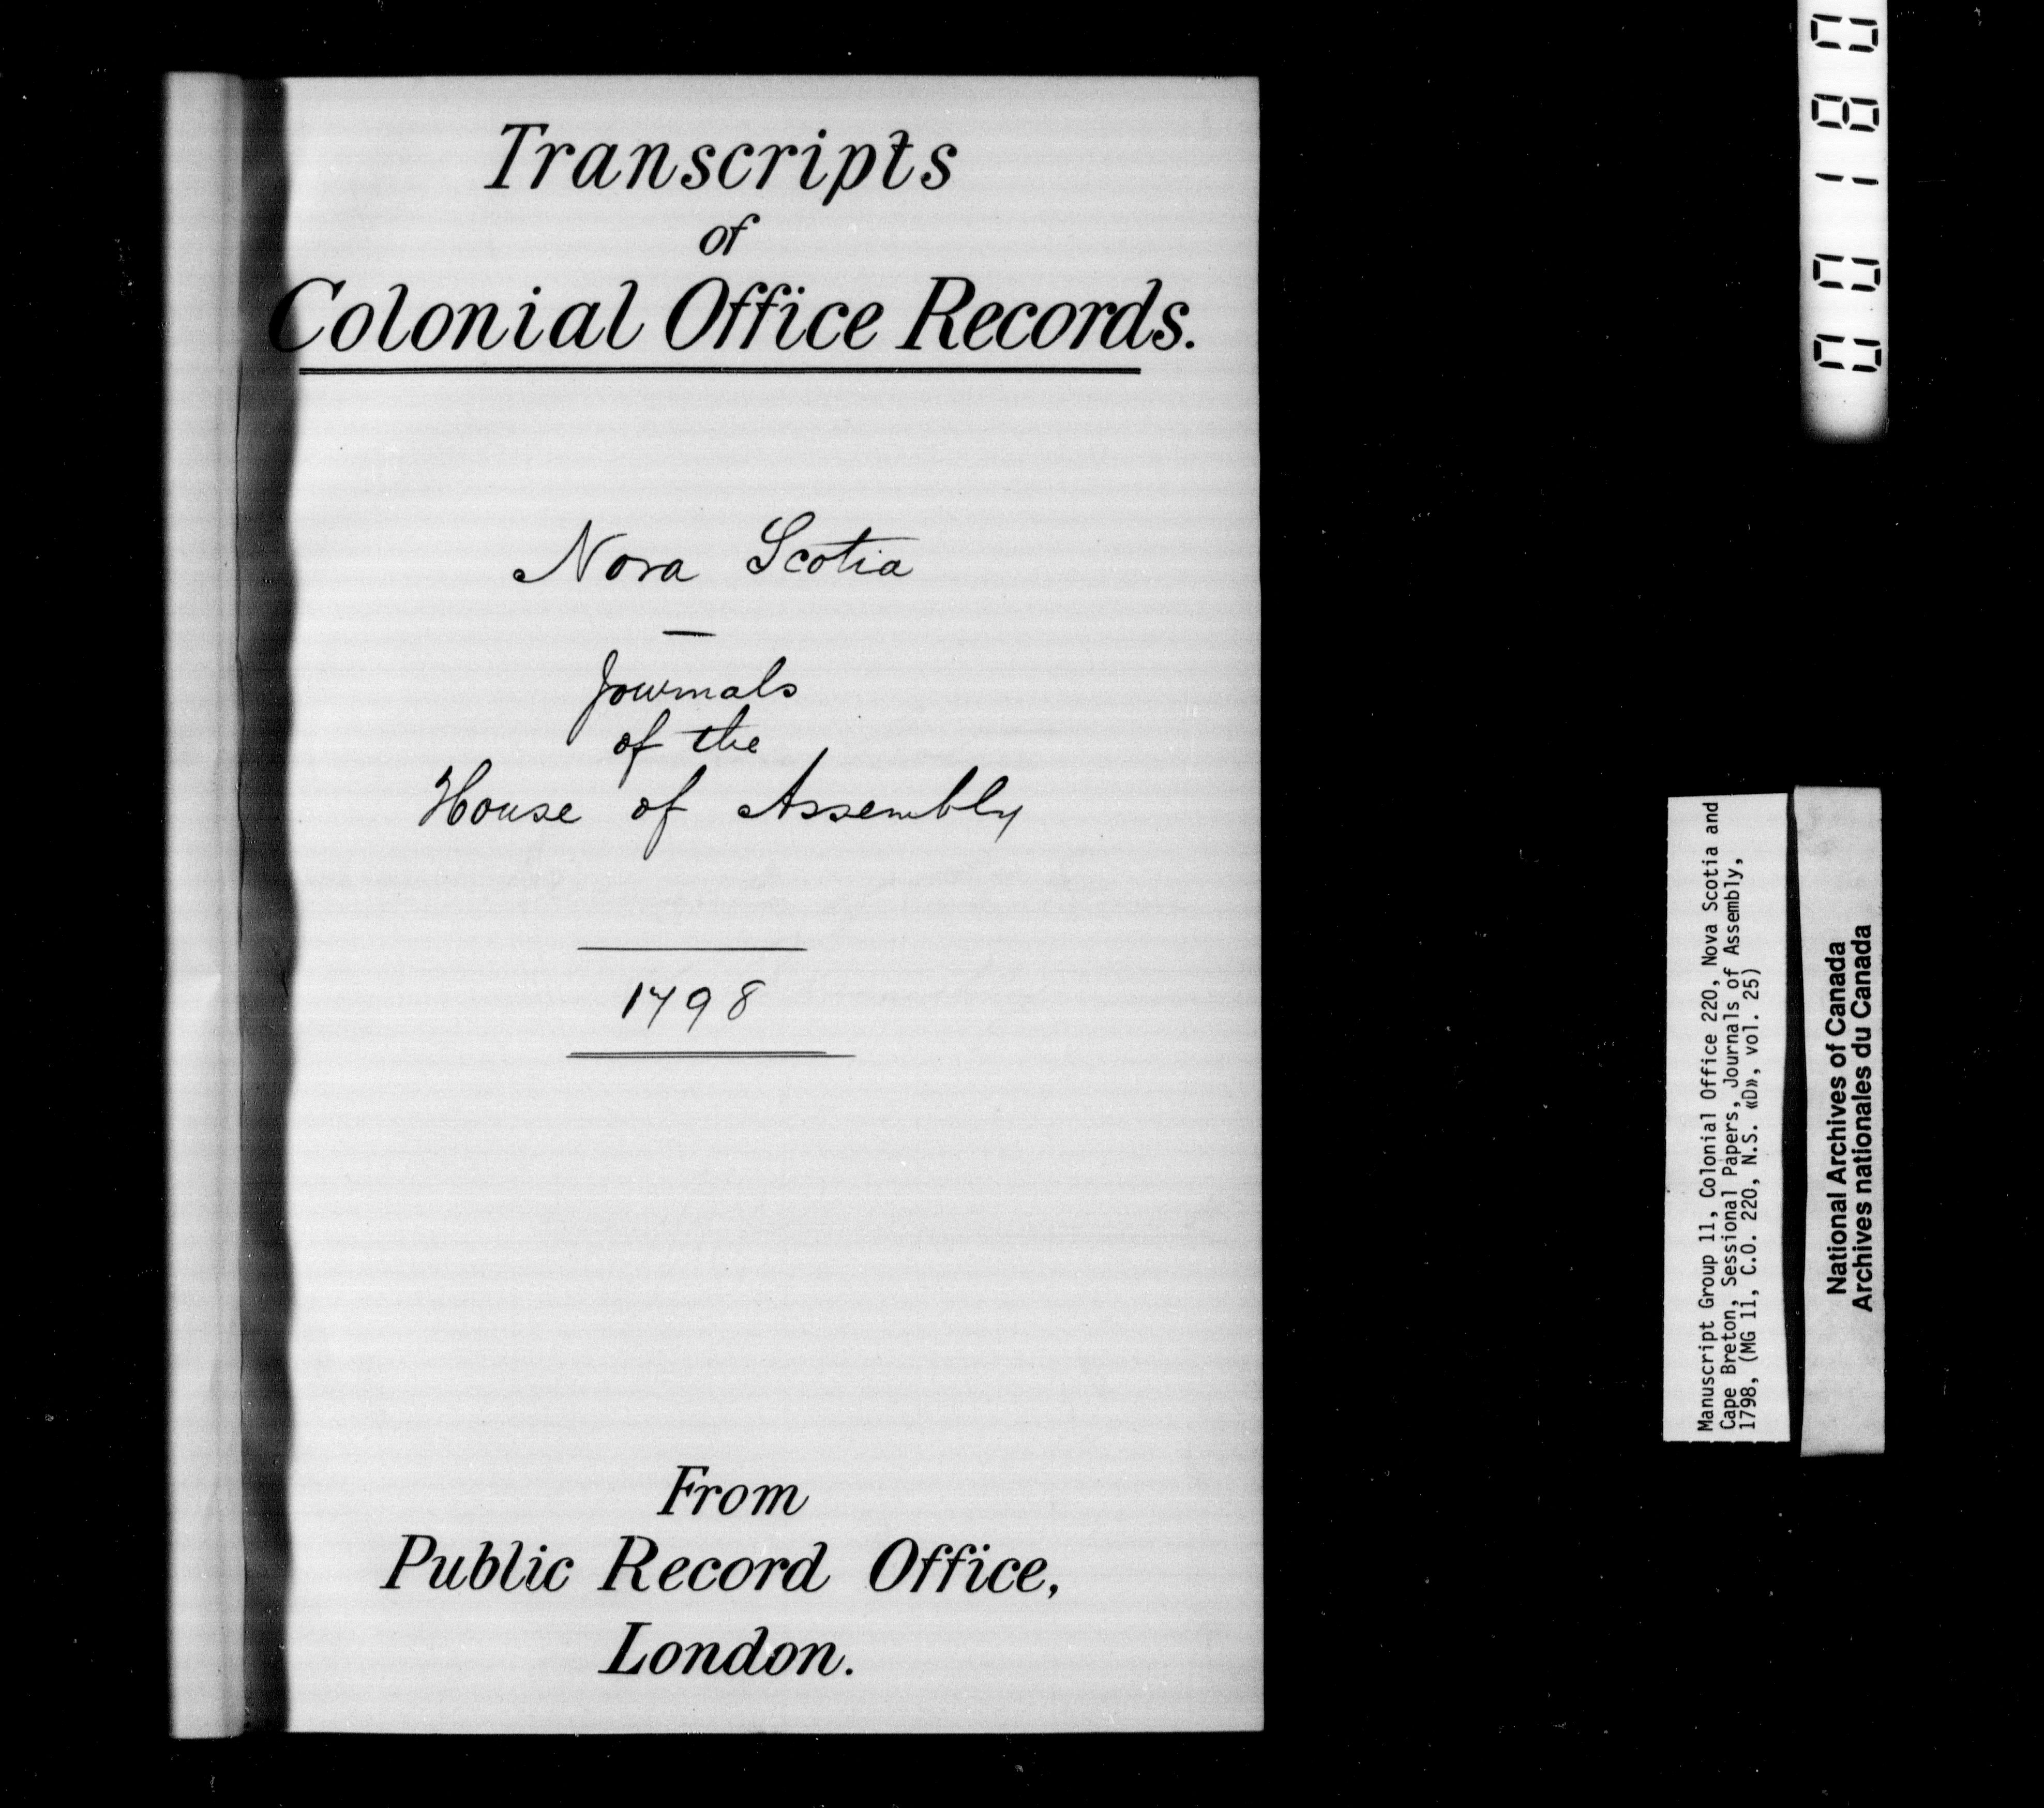 Transcripts
of
Colonial Office Records.
Nova Scotia
Journals
of the
House of Assembly
1798
From
Public Record Office,
London.
00180
Manuscript Group 11, Colonial Office 220, Nova Scotia and
Cape Breton, Sessional Papers, Journals of Assembly,
1798, (MG 11, C.O. 220, N.S. «D», vol. 25)
National Archives of Canada
Archives nationales du Canada